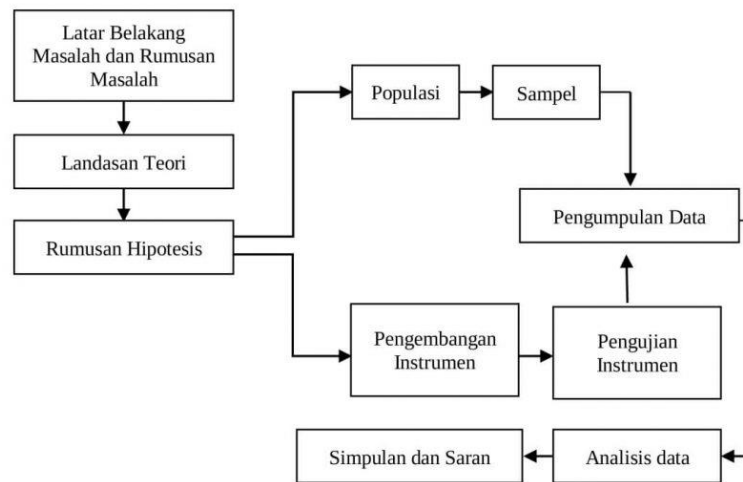 Latar Belakang
Masalah dan Rumusan
Masalah
Landasan Teori
Rumusan Hipotesis
Populasi
Sampel
Pengumpulan Data
Pengembangan
Instrumen
Pengujian
Instrumen
Analisis data
Simpulan dan Saran